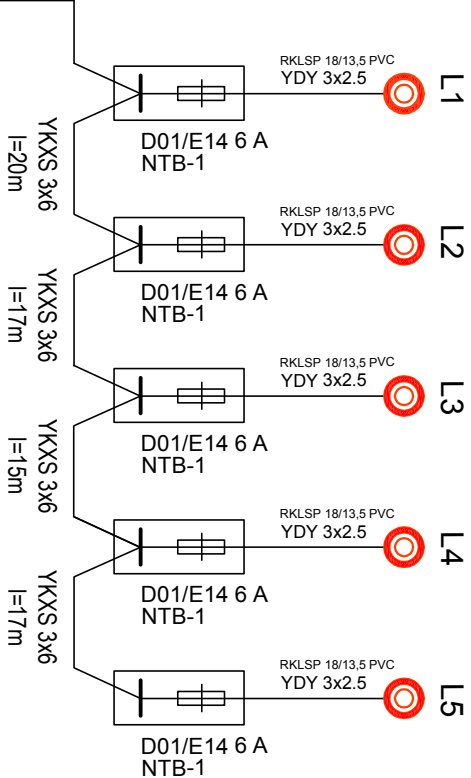 RKLSP 18/13,5 PVC
YDY 3x2.5
L1
D01/E14 6 A
NTB-1
YKXS 3x6
l=20m
RKLSP 18/13,5 PVC
YDY 3x2.5
L2
D01/E14 6 A
NTB-1
YKXS 3x6
l=17m
RKLSP 18/13,5 PVC
YDY 3x2.5
L3
D01/E14 6 A
NTB-1
YKXS 3x6
l=15m
RKLSP 18/13,5 PVC
YDY 3x2.5
L4
D01/E14 6 A
NTB-1
YKXS 3x6
l=17m
RKLSP 18/13,5 PVC
YDY 3x2.5
L5
D01/E14 6 A
NTB-1